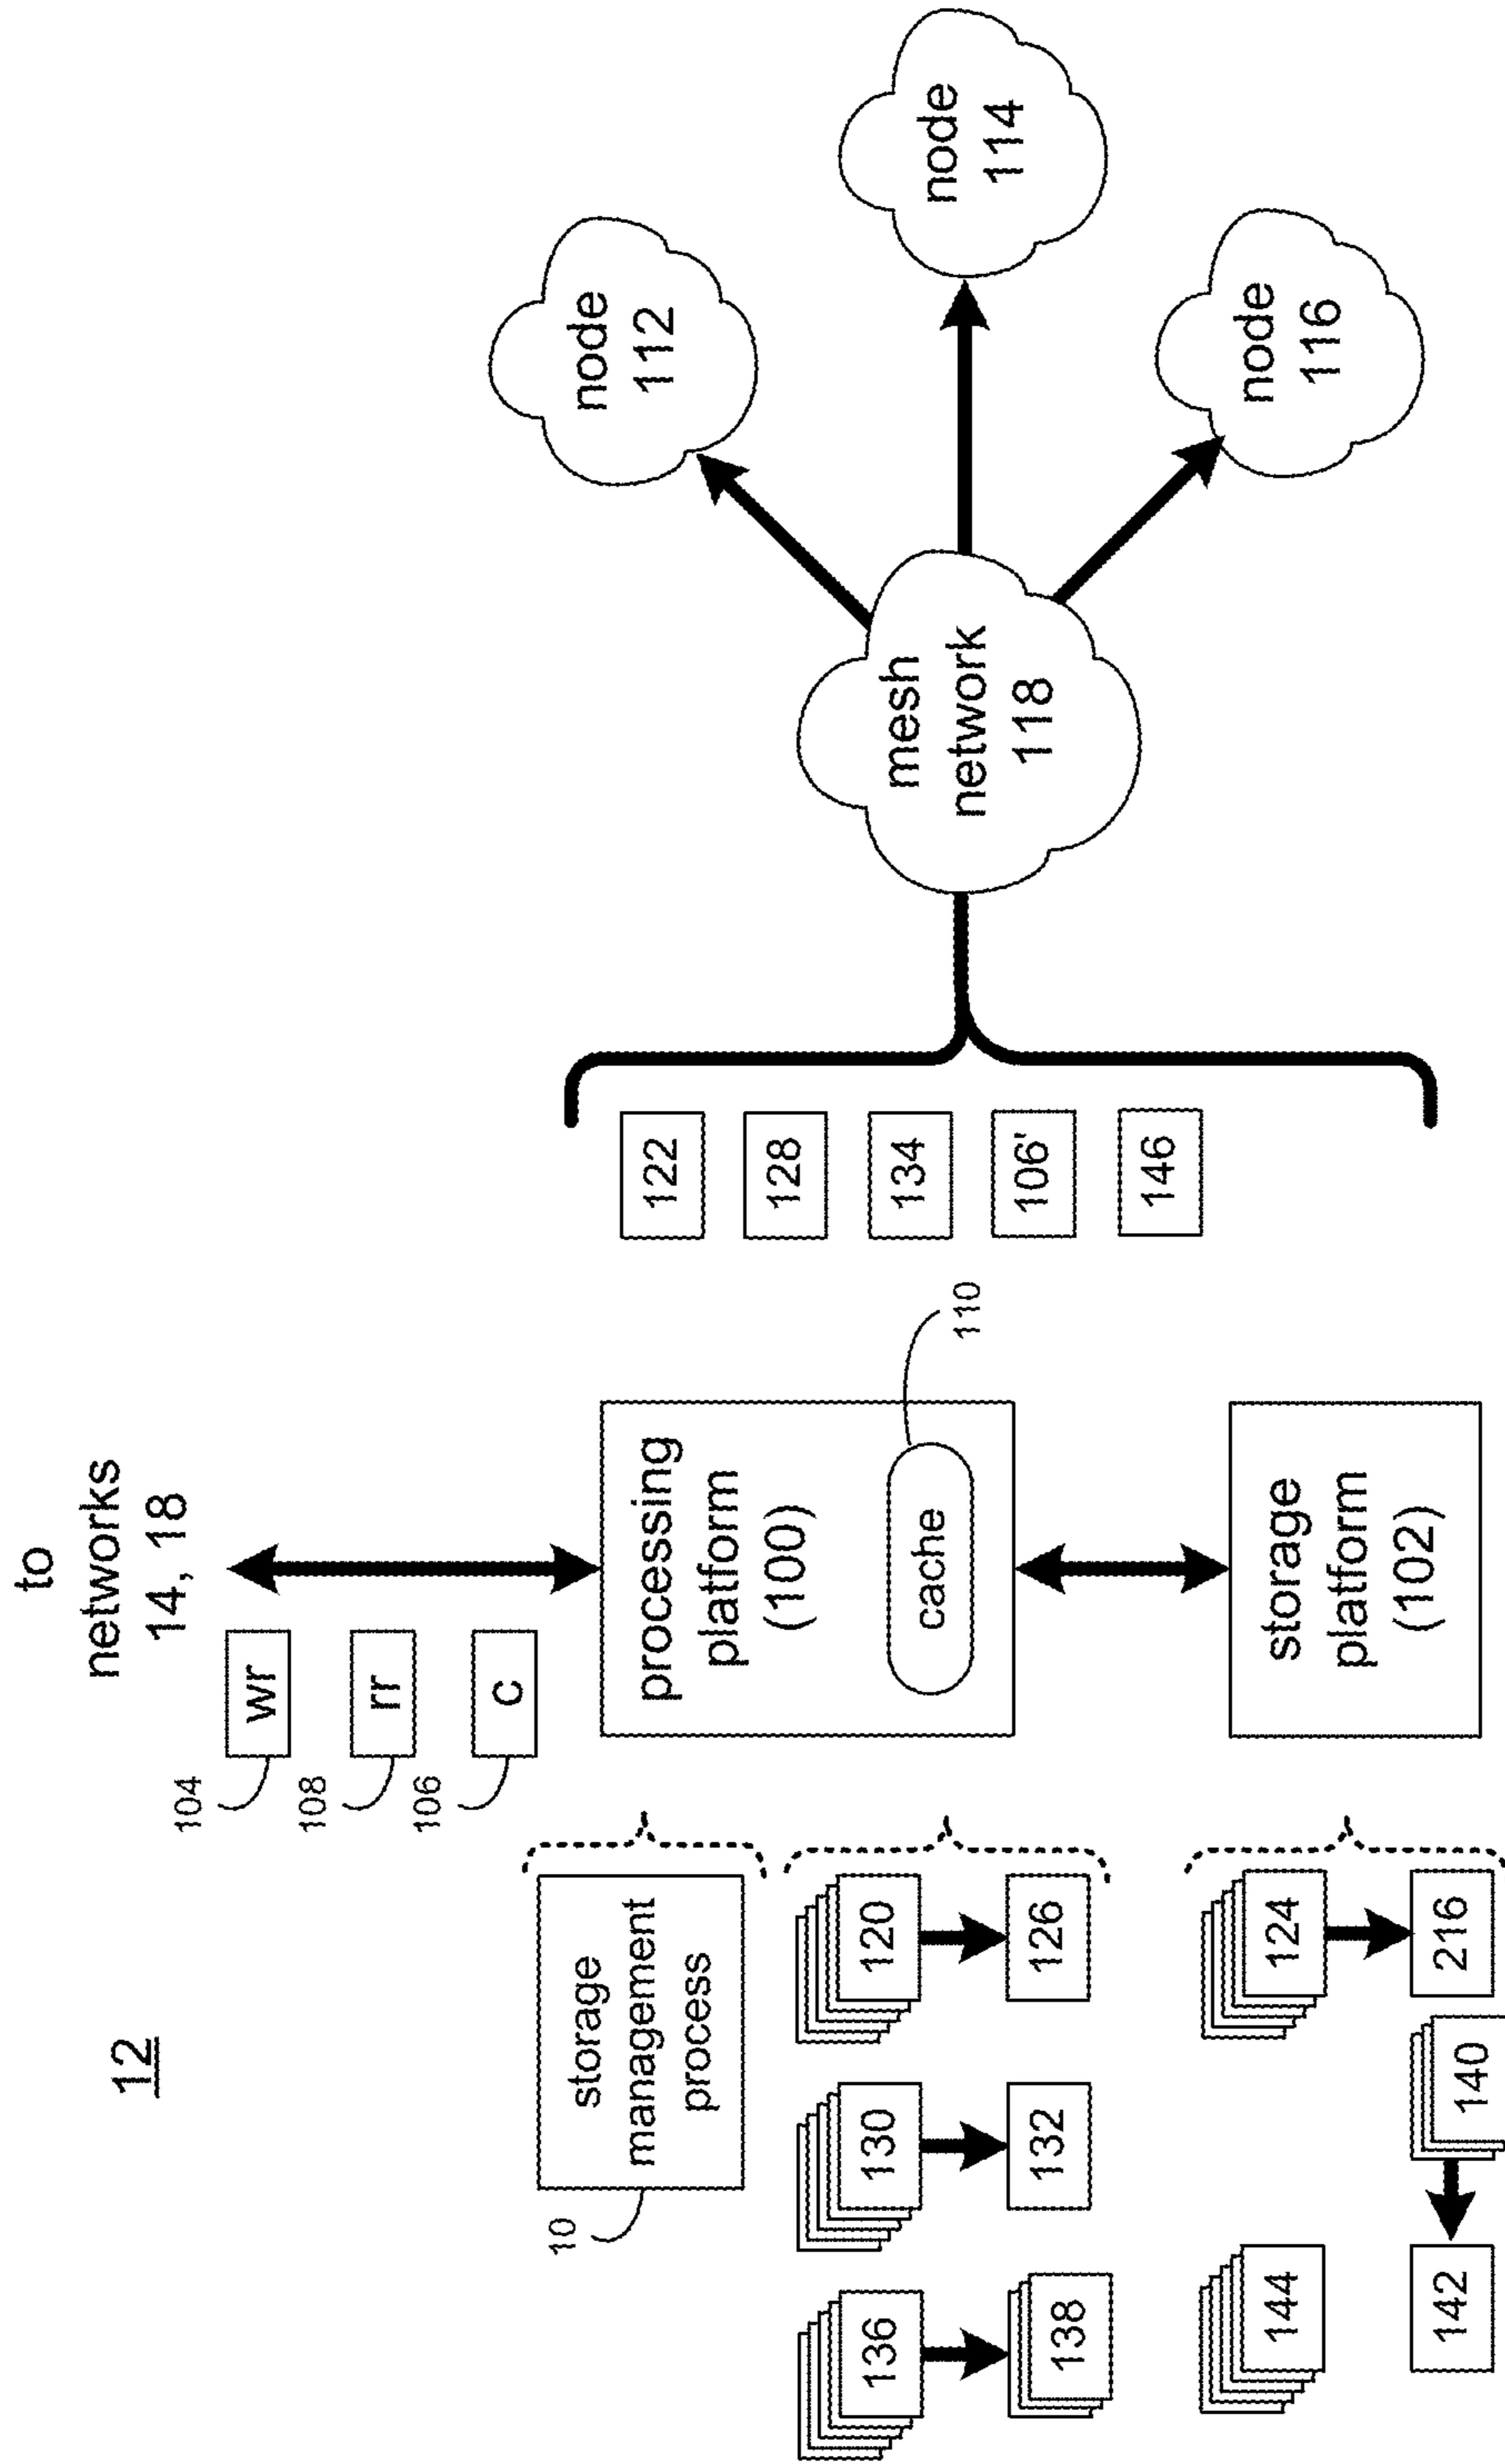 12
to
networks
14, 18
104
wr
108
rr
106
c
10
storage
management
process
processing
platform
(100)
cache
110
storage
platform
(102)
136
138
130
132
120
126
144
142
140
124
216
122
128
134
106'
146
mesh
network
118
node
112
node
114
node
116